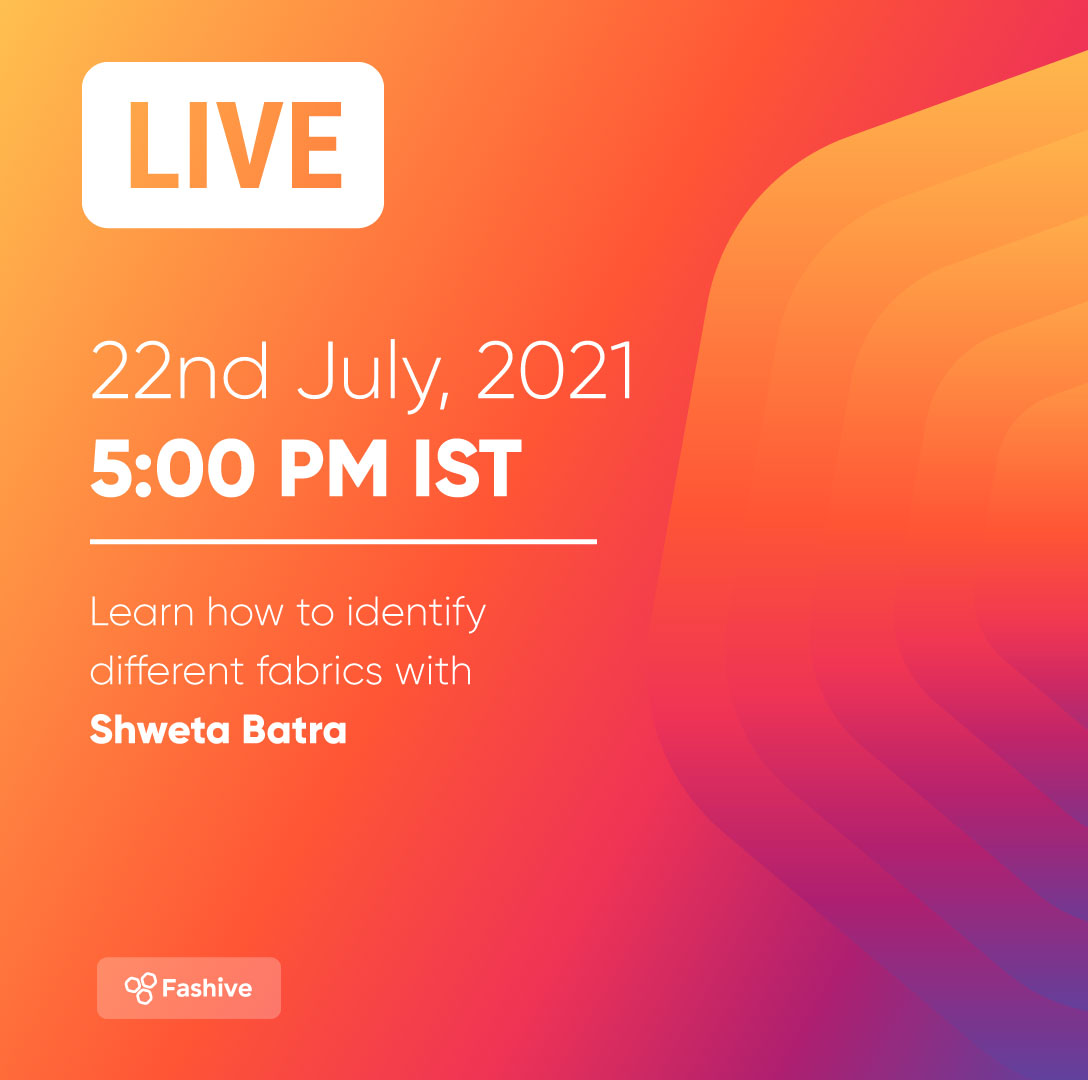 LIVE
22nd July, 2021
5:00 PM IST
Learn how to identify
different fabrics with
Shweta Batra
Fashive